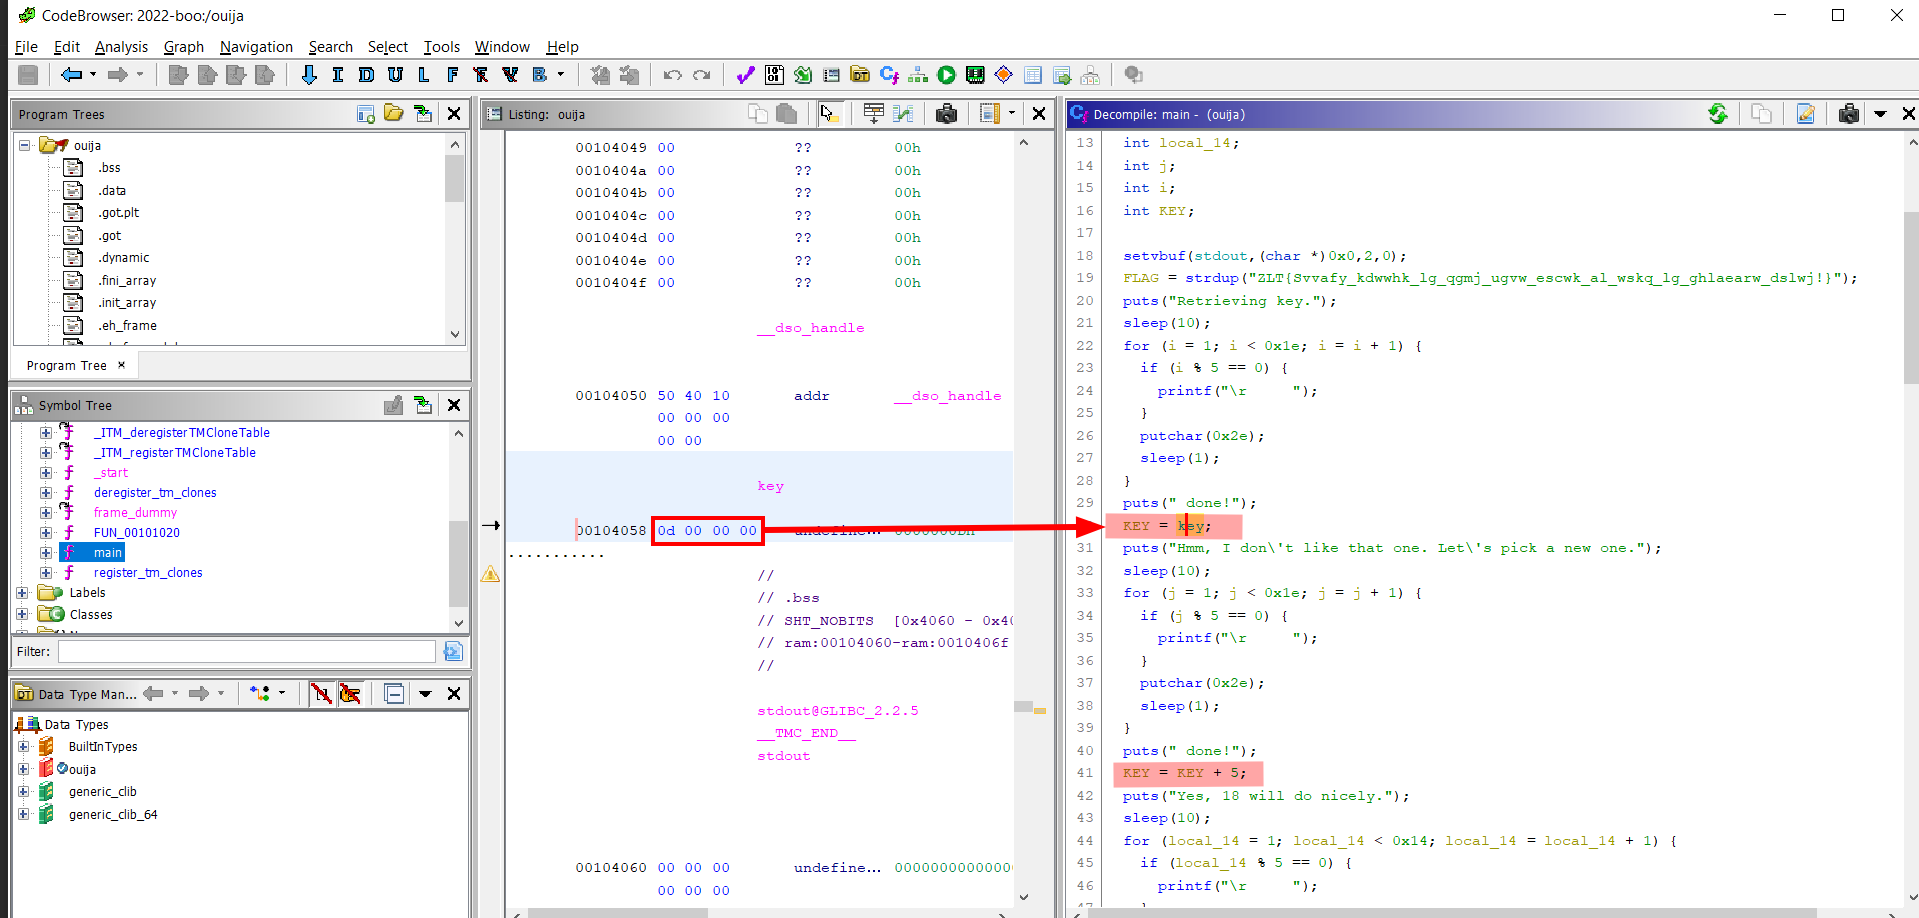 CodeBrowser: 2022-boo:/ouija
File Edit Analysis Graph Navigation Search Select Tools Window Help
I D U L F B
Program Trees
ouija
.bss
.data
.got.plt
.got
.dynamic
.fini_array
.init_array
.eh_frame
Program Tree ×
Symbol Tree
_ITM_deregisterTMCloneTable
_ITM_registerTMCloneTable
_start
deregister_tm_clones
frame_dummy
FUN_00101020
main
register_tm_clones
Labels
Classes
Filter:
Data Type Man...
Data Types
BuiltInTypes
ouija
generic_clib
generic_clib_64
Listing: ouija
00104049 00 ?? 00h
0010404a 00 ?? 00h
0010404b 00 ?? 00h
0010404c 00 ?? 00h
0010404d 00 ?? 00h
0010404e 00 ?? 00h
0010404f 00 ?? 00h
__dso_handle
00104050 50 40 10 addr __dso_handle
00 00 00
00 00
key
00104058 0d 00 00 00 undefine... 0000000Dh
//
// .bss
// SHT_NOBITS [0x4060 - 0x40
// ram:00104060-ram:0010406f
//
stdout@GLIBC_2.2.5
__TMC_END__
stdout
00104060 00 00 00 undefine... 00000000000000
00 00 00
Decompile: main - (ouija)
13 int local_14;
14 int j;
15 int i;
16 int KEY;
17
18 setvbuf(stdout,(char *)0x0,2,0);
19 FLAG = strdup("ZLT{Svvafy_kdwwhk_lg_qgmj_ugvw_escwk_al_wskq_lg_ghlaearw_dslwj!}");
20 puts("Retrieving key.");
21 sleep(10);
22 for (i = 1; i < 0x1e; i = i + 1) {
23 if (i % 5 == 0) {
24 printf("\r     ");
25 }
26 putchar(0x2e);
27 sleep(1);
28 }
29 puts(" done!");
KEY = key;
31 puts("Hmm, I don\'t like that one. Let\'s pick a new one.");
32 sleep(10);
33 for (j = 1; j < 0x1e; j = j + 1) {
34 if (j % 5 == 0) {
35 printf("\r     ");
36 }
37 putchar(0x2e);
38 sleep(1);
39 }
40 puts(" done!");
41 KEY = KEY + 5;
42 puts("Yes, 18 will do nicely.");
43 sleep(10);
44 for (local_14 = 1; local_14 < 0x14; local_14 = local_14 + 1) {
45 if (local_14 % 5 == 0) {
46 printf("\r     ");